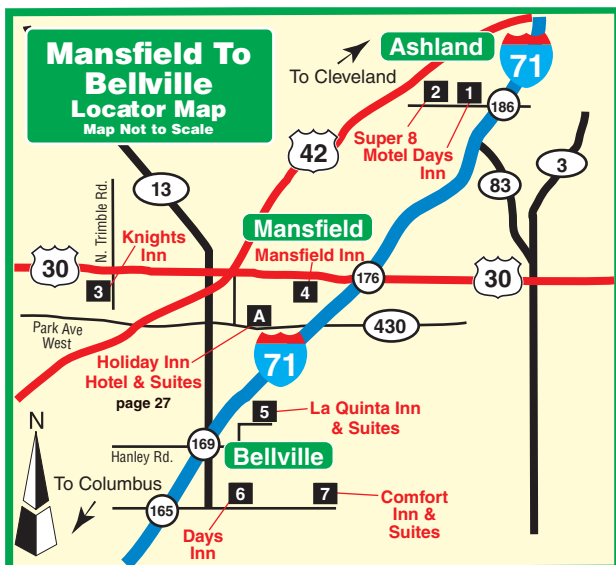 Mansfield To
Bellville
Locator Map
Map Not to Scale
To Cleveland
Ashland
71
2
1
186
Super 8
Motel Days
Inn
42
13
83
3
N. Trimble Rd.
Knights
Inn
Mansfield
Mansfield Inn
30
3
4
176
30
A
Park Ave
West
430
Holiday Inn
Hotel & Suites
page 27
71
5
La Quinta Inn
& Suites
N
169
Hanley Rd.
Bellville
To Columbus
165
6
7
Days
Inn
Comfort
Inn &
Suites